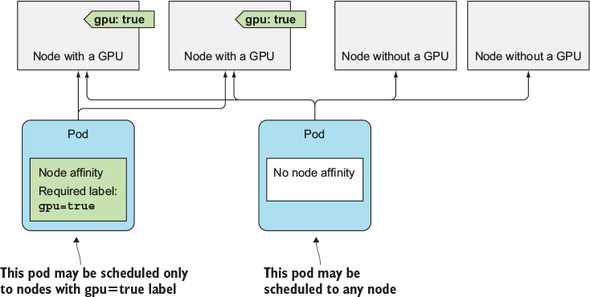 gpu: true
gpu: true
Node with a GPU
Node with a GPU
Node without a GPU
Node without a GPU
Pod
Pod
Node affinity
Required label:
gpu=true
No node affinity
This pod may be scheduled only
to nodes with gpu=true label
This pod may be
scheduled to any node